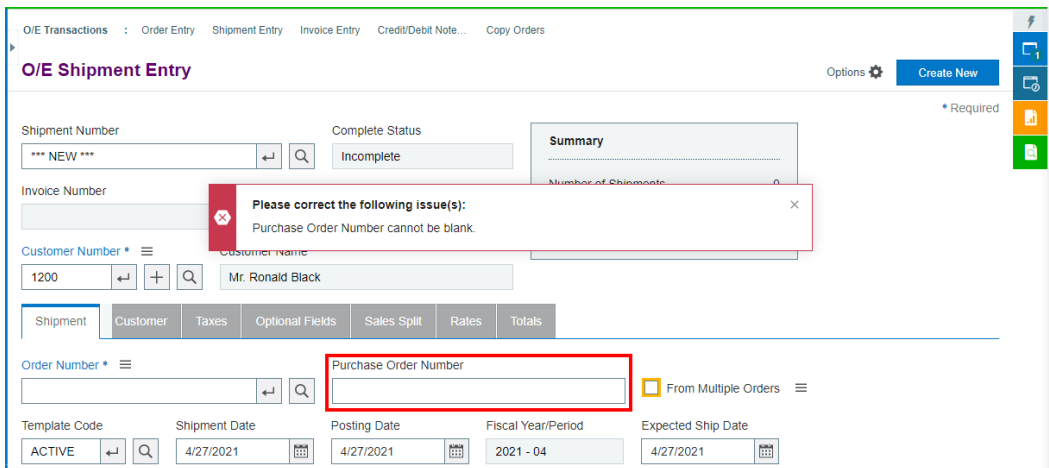 O/E Transactions : Order Entry Shipment Entry Invoice Entry Credit/Debit Note... Copy Orders
O/E Shipment Entry
Options Create New
* Required
Shipment Number Complete Status
Summary
*** NEW *** Incomplete
Number of Shipments 0
Invoice Number
Please correct the following issue(s):
Purchase Order Number cannot be blank.
Customer Number * Customer Name
1200 Mr. Ronald Black
Shipment Customer Taxes Optional Fields Sales Split Rates Totals
Order Number * Purchase Order Number
From Multiple Orders
Template Code Shipment Date Posting Date Fiscal Year/Period Expected Ship Date
ACTIVE 4/27/2021 4/27/2021 2021 - 04 4/27/2021